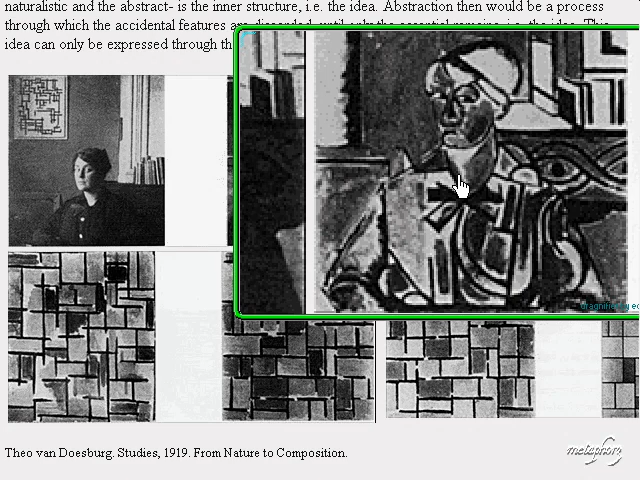 naturalistic and the abstract- is the inner structure, i.e. the idea. Abstraction then would be a process
through which the accidental features are discarded, until only the essential remains, i.e. the idea. This
idea can only be expressed through th
Theo van Doesburg. Studies, 1919. From Nature to Composition.
metaphorg